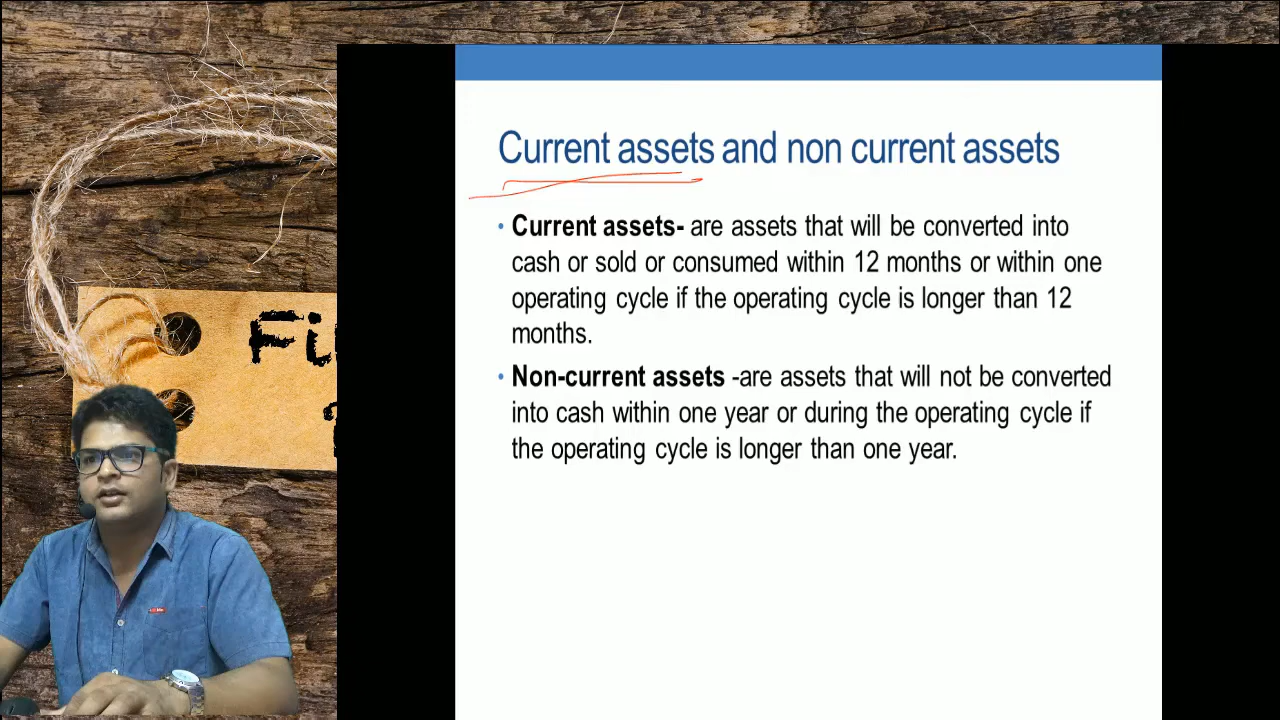 Current assets and non current assets
• Current assets- are assets that will be converted into
cash or sold or consumed within 12 months or within one
operating cycle if the operating cycle is longer than 12
months.
• Non-current assets -are assets that will not be converted
into cash within one year or during the operating cycle if
the operating cycle is longer than one year.
Fi